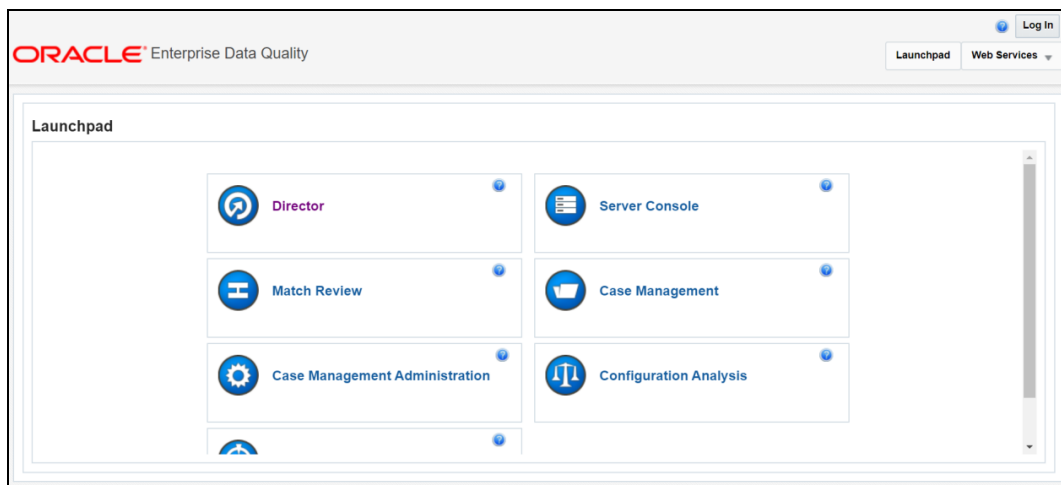 Log In
ORACLE Enterprise Data Quality
Launchpad Web Services
Launchpad
Director
Server Console
Match Review
Case Management
Case Management Administration
Configuration Analysis